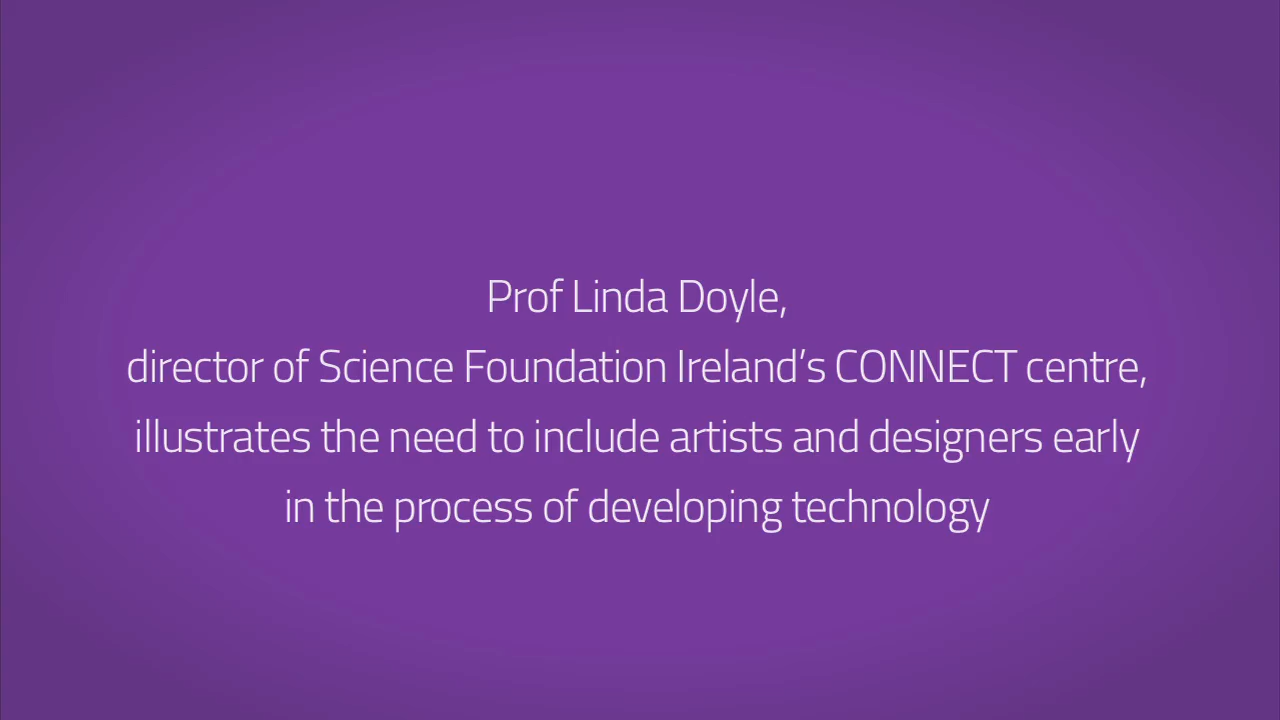 Prof Linda Doyle,
director of Science Foundation Ireland’s CONNECT centre,
illustrates the need to include artists and designers early
in the process of developing technology